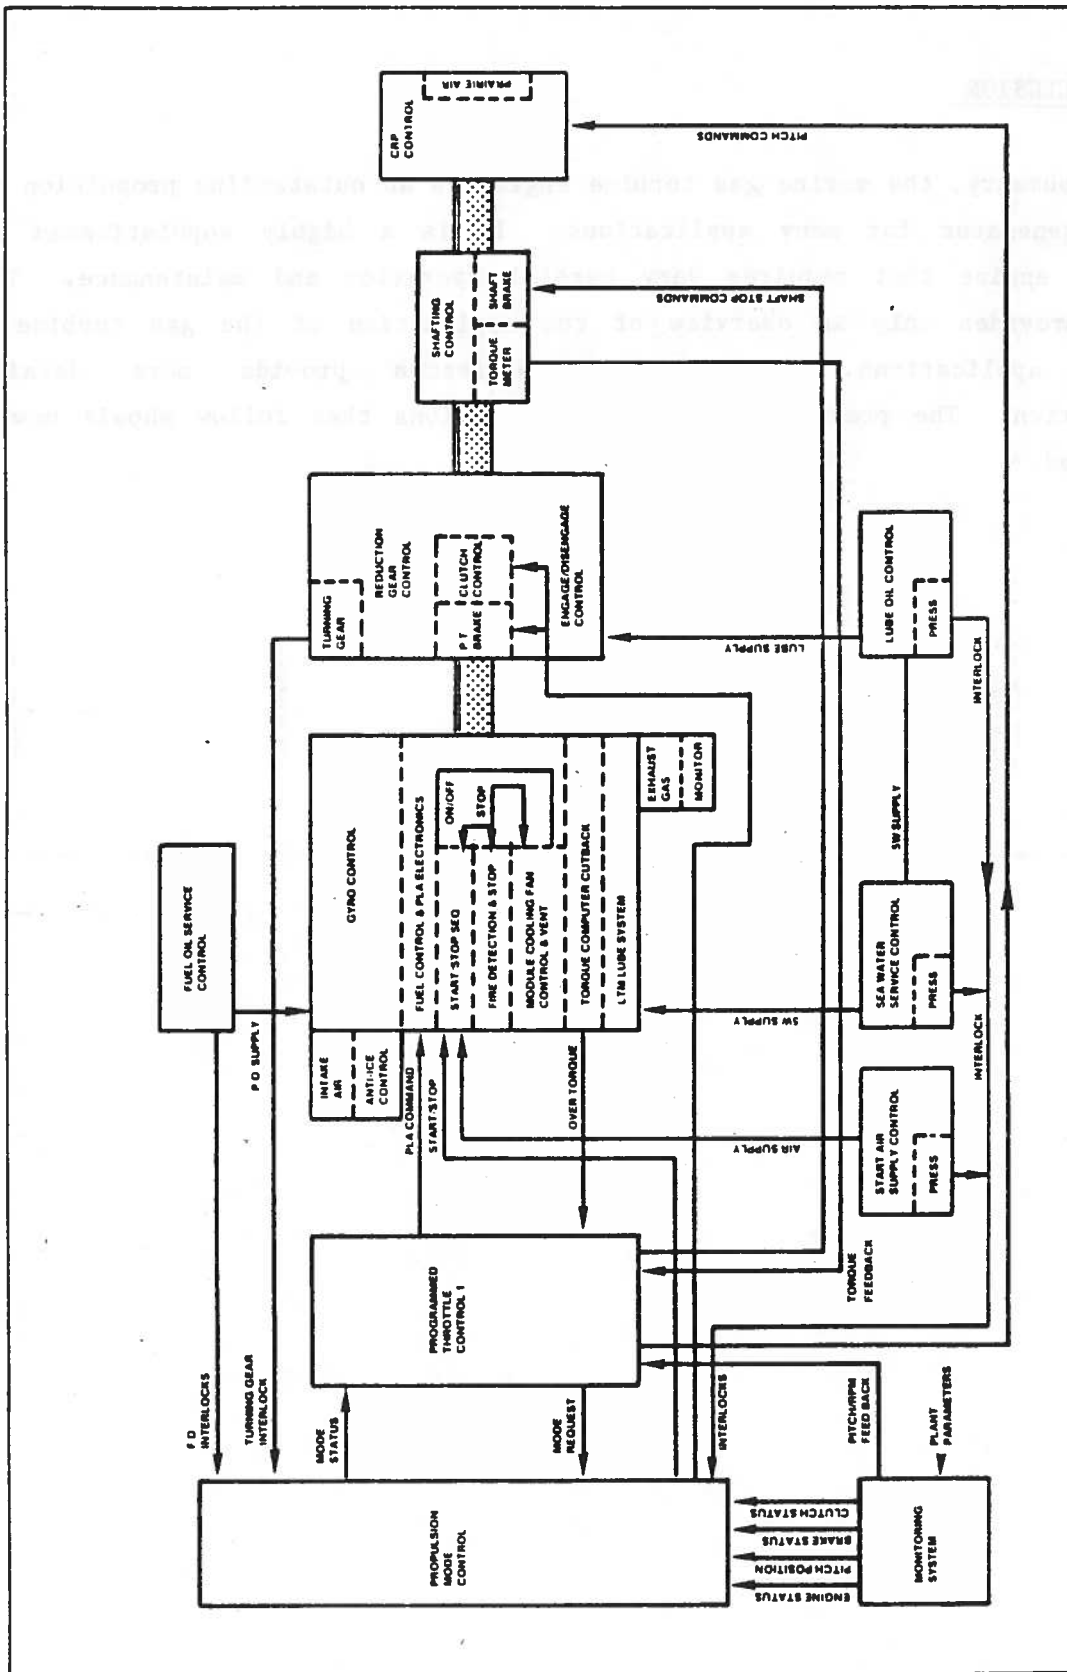 FUEL OIL SERVICE
CONTROL
F O
INTERLOCKS
F O SUPPLY
TURNING GEAR
INTERLOCK
PROPULSION
MODE
CONTROL
MODE
STATUS
MODE
REQUEST
PROGRAMMED
THROTTLE
CONTROL 1
PLA COMMAND
START-STOP
OVER TORQUE
INTAKE
AIR
ANTI-ICE
CONTROL
GYRO CONTROL
FUEL CONTROL & PLA ELECTRONICS
START STOP SEQ
FIRE DETECTION & STOP
MODULE COOLING FAN
CONTROL & VENT
ON/OFF
STOP
TORQUE COMPUTER CUTBACK
LTM LUBE SYSTEM
EXHAUST
GAS
MONITOR
TURNING
GEAR
REDUCTION
GEAR
CONTROL
P T
BRAKE
CLUTCH
CONTROL
ENGAGE/DISENGAGE
CONTROL
SHAFTING
CONTROL
TORQUE
METER
SHAFT
BRAKE
CRP
CONTROL
PRAIRIE AIR
PITCH COMMANDS
SHAFT STOP COMMANDS
LUBE SUPPLY
SW SUPPLY
AIR SUPPLY
INTERLOCKS
PITCH/RPM
FEED BACK
TORQUE
FEEDBACK
ENGINE STATUS
PITCH POSITION
BRAKE STATUS
CLUTCH STATUS
PLANT
PARAMETERS
MONITORING
SYSTEM
START AIR
SUPPLY CONTROL
PRESS
SEA WATER
SERVICE CONTROL
PRESS
SW SUPPLY
LUBE OIL CONTROL
PRESS
INTERLOCK
INTERLOCK